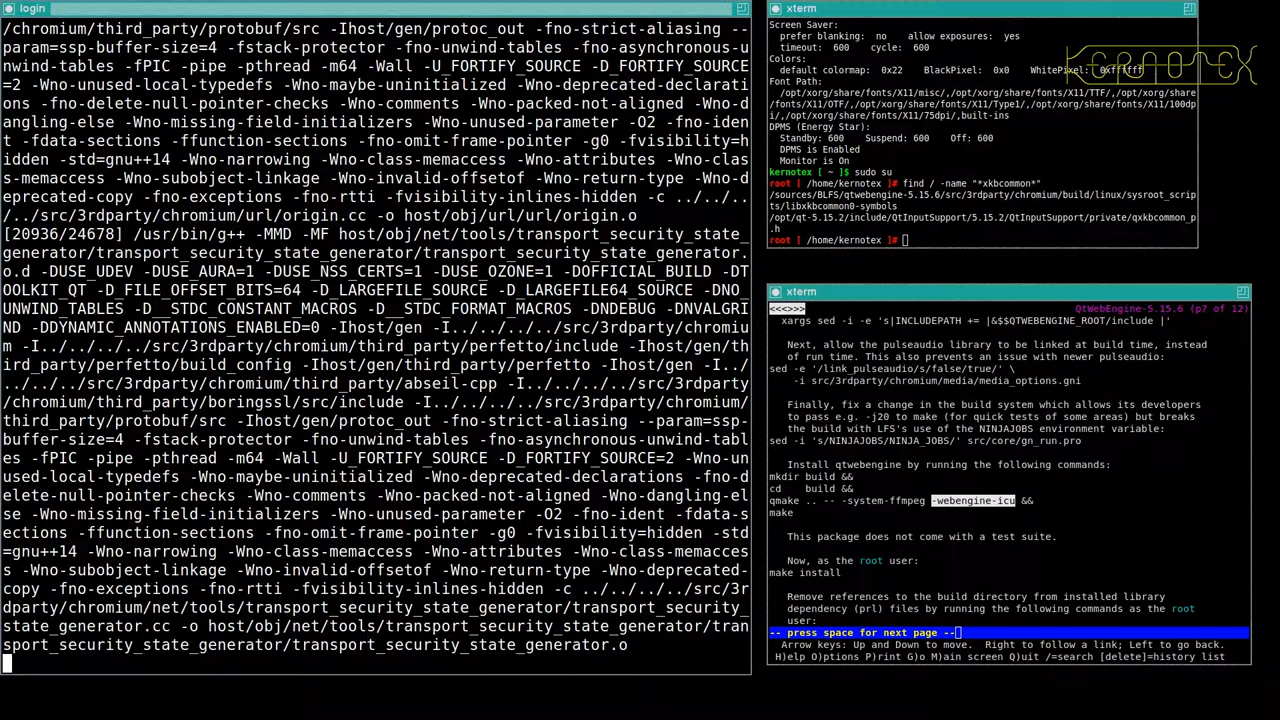 login
/chromium/third_party/protobuf/src -Ihost/gen/protoc_out -fno-strict-aliasing --
param=ssp-buffer-size=4 -fstack-protector -fno-unwind-tables -fno-asynchronous-u
nwind-tables -fPIC -pipe -pthread -m64 -Wall -U_FORTIFY_SOURCE -D_FORTIFY_SOURCE
=2 -Wno-unused-local-typedefs -Wno-maybe-uninitialized -Wno-deprecated-declarati
ons -fno-delete-null-pointer-checks -Wno-comments -Wno-packed-not-aligned -Wno-d
angling-else -Wno-missing-field-initializers -Wno-unused-parameter -O2 -fno-iden
t -fdata-sections -ffunction-sections -fno-omit-frame-pointer -g0 -fvisibility=h
idden -std=gnu++14 -Wno-narrowing -Wno-class-memaccess -Wno-attributes -Wno-clas
s-memaccess -Wno-subobject-linkage -Wno-invalid-offsetof -Wno-return-type -Wno-d
eprecated-copy -fno-exceptions -fno-rtti -fvisibility-inlines-hidden -c ../../..
/../src/3rdparty/chromium/url/origin.cc -o host/obj/url/url/origin.o
[20936/24678] /usr/bin/g++ -MMD -MF host/obj/net/tools/transport_security_state_
generator/transport_security_state_generator/transport_security_state_generator.
o.d -DUSE_UDEV -DUSE_AURA=1 -DUSE_NSS_CERTS=1 -DUSE_OZONE=1 -DOFFICIAL_BUILD -DT
OOLKIT_QT -D_FILE_OFFSET_BITS=64 -D_LARGEFILE_SOURCE -D_LARGEFILE64_SOURCE -DNO_
UNWIND_TABLES -D__STDC_CONSTANT_MACROS -D__STDC_FORMAT_MACROS -DNDEBUG -DNVALGRI
ND -DDYNAMIC_ANNOTATIONS_ENABLED=0 -Ihost/gen -I../../../../src/3rdparty/chromiu
m -I../../../../src/3rdparty/chromium/third_party/perfetto/include -Ihost/gen/th
ird_party/perfetto/build_config -Ihost/gen/third_party/perfetto -Ihost/gen -I../
../../../src/3rdparty/chromium/third_party/abseil-cpp -I../../../../src/3rdparty
/chromium/third_party/boringssl/src/include -I../../../../src/3rdparty/chromium/
third_party/protobuf/src -Ihost/gen/protoc_out -fno-strict-aliasing --param=ssp-
buffer-size=4 -fstack-protector -fno-unwind-tables -fno-asynchronous-unwind-tabl
es -fPIC -pipe -pthread -m64 -Wall -U_FORTIFY_SOURCE -D_FORTIFY_SOURCE=2 -Wno-un
used-local-typedefs -Wno-maybe-uninitialized -Wno-deprecated-declarations -fno-d
elete-null-pointer-checks -Wno-comments -Wno-packed-not-aligned -Wno-dangling-el
se -Wno-missing-field-initializers -Wno-unused-parameter -O2 -fno-ident -fdata-s
ections -ffunction-sections -fno-omit-frame-pointer -g0 -fvisibility=hidden -std
=gnu++14 -Wno-narrowing -Wno-class-memaccess -Wno-attributes -Wno-class-memacces
s -Wno-subobject-linkage -Wno-invalid-offsetof -Wno-return-type -Wno-deprecated-
copy -fno-exceptions -fno-rtti -fvisibility-inlines-hidden -c ../../../../src/3r
dparty/chromium/net/tools/transport_security_state_generator/transport_security_
state_generator.cc -o host/obj/net/tools/transport_security_state_generator/tran
sport_security_state_generator/transport_security_state_generator.o
xterm
Screen Saver:
prefer blanking:  no    allow exposures:  yes
timeout:  600    cycle:  600
Colors:
default colormap: 0x22    BlackPixel: 0x0    WhitePixel: 0xffffff
Font Path:
/opt/xorg/share/fonts/X11/misc/,/opt/xorg/share/fonts/X11/TTF/,/opt/xorg/share/
fonts/X11/OTF/,/opt/xorg/share/fonts/X11/Type1/,/opt/xorg/share/fonts/X11/100dp
i/,/opt/xorg/share/fonts/X11/75dpi/,built-ins
DPMS (Energy Star):
Standby: 600    Suspend: 600    Off: 600
DPMS is Enabled
Monitor is On
kernotex [ ~ ]$ sudo su
root [ /home/kernotex ]# find / -name "*xkbcommon*"
/sources/BLFS/qtwebengine-5.15.6/src/3rdparty/chromium/build/linux/sysroot_scrip
ts/libxkbcommon0-symbols
/opt/qt-5.15.2/include/QtInputSupport/5.15.2/QtInputSupport/private/qxkbcommon_p
.h
root [ /home/kernotex ]#
KERNOTEX
xterm
<<<>>> QtWebEngine-5.15.6 (p7 of 12)
xargs sed -i -e 's|INCLUDEPATH += |&$$QTWEBENGINE_ROOT/include |'
Next, allow the pulseaudio library to be linked at build time, instead
of run time. This also prevents an issue with newer pulseaudio:
sed -e '/link_pulseaudio/s/false/true/' \
-i src/3rdparty/chromium/media/media_options.gni
Finally, fix a change in the build system which allows its developers
to pass e.g. -j20 to make (for quick tests of some areas) but breaks
the build with LFS's use of the NINJAJOBS environment variable:
sed -i 's/NINJAJOBS/NINJA_JOBS/' src/core/gn_run.pro
Install qtwebengine by running the following commands:
mkdir build &&
cd    build &&
qmake .. -- -system-ffmpeg -webengine-icu &&
make
This package does not come with a test suite.
Now, as the root user:
make install
Remove references to the build directory from installed library
dependency (prl) files by running the following commands as the root
user:
-- press space for next page --
Arrow keys: Up and Down to move.  Right to follow a link; Left to go back.
H)elp O)ptions P)rint G)o M)ain screen Q)uit /=search [delete]=history list